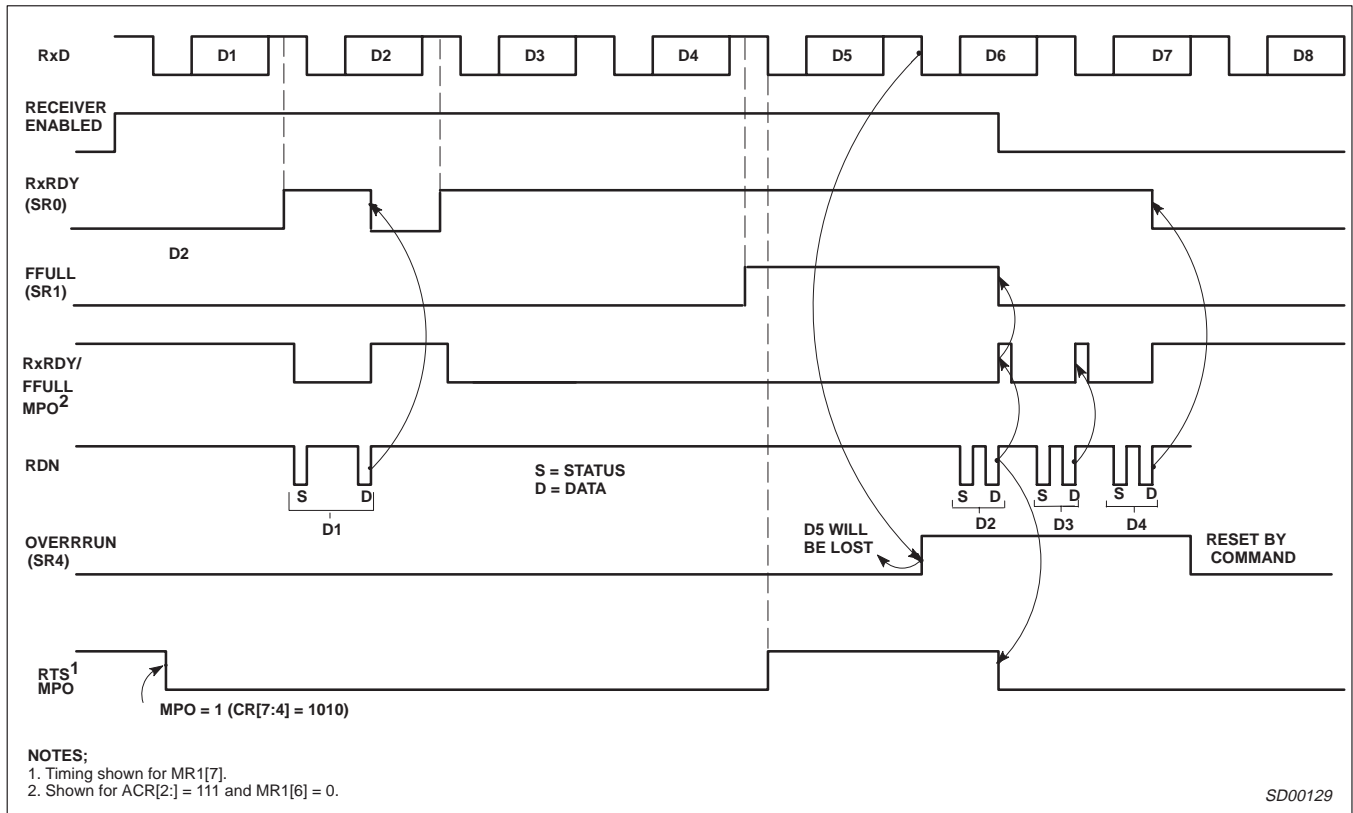 RxD
D1 D2 D3 D4 D5 D6 D7 D8
RECEIVER
ENABLED
RxRDY
(SR0)
D2
FFULL
(SR1)
RxRDY/
FFULL
MPO2
RDN
S = STATUS
D = DATA
S D S D S D S D
D1 D2 D3 D4
OVERRRUN
(SR4)
D5 WILL
BE LOST
RESET BY
COMMAND
RTS1
MPO
MPO = 1 (CR[7:4] = 1010)
NOTES;
1. Timing shown for MR1[7].
2. Shown for ACR[2:] = 111 and MR1[6] = 0.
SD00129